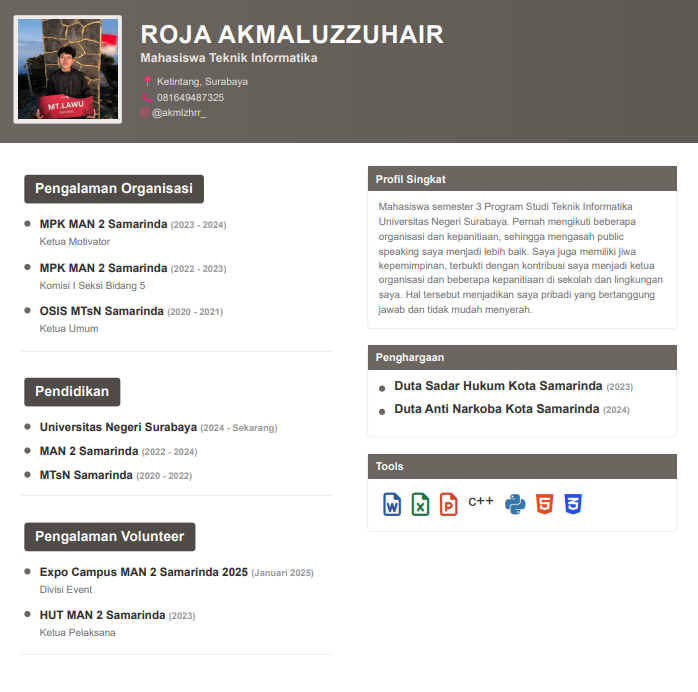 ROJA AKMALUZZUHAIR
Mahasiswa Teknik Informatika
Ketintang, Surabaya
081649487325
@akmlzhrr_
MT.LAWU
Pengalaman Organisasi
MPK MAN 2 Samarinda (2023 - 2024)
Ketua Motivator
MPK MAN 2 Samarinda (2022 - 2023)
Komisi I Seksi Bidang 5
OSIS MTsN Samarinda (2020 - 2021)
Ketua Umum
Pendidikan
Universitas Negeri Surabaya (2024 - Sekarang)
MAN 2 Samarinda (2022 - 2024)
MTsN Samarinda (2020 - 2022)
Pengalaman Volunteer
Expo Campus MAN 2 Samarinda 2025 (Januari 2025)
Divisi Event
HUT MAN 2 Samarinda (2023)
Ketua Pelaksana
Profil Singkat
Mahasiswa semester 3 Program Studi Teknik Informatika
Universitas Negeri Surabaya. Pernah mengikuti beberapa
organisasi dan kepanitiaan, sehingga mengasah public
speaking saya menjadi lebih baik. Saya juga memiliki jiwa
kepemimpinan, terbukti dengan kontribusi saya menjadi ketua
organisasi dan beberapa kepanitiaan di sekolah dan lingkungan
saya. Hal tersebut menjadikan saya pribadi yang bertanggung
jawab dan tidak mudah menyerah.
Penghargaan
Duta Sadar Hukum Kota Samarinda (2023)
Duta Anti Narkoba Kota Samarinda (2024)
Tools
W X P C++ 5 3